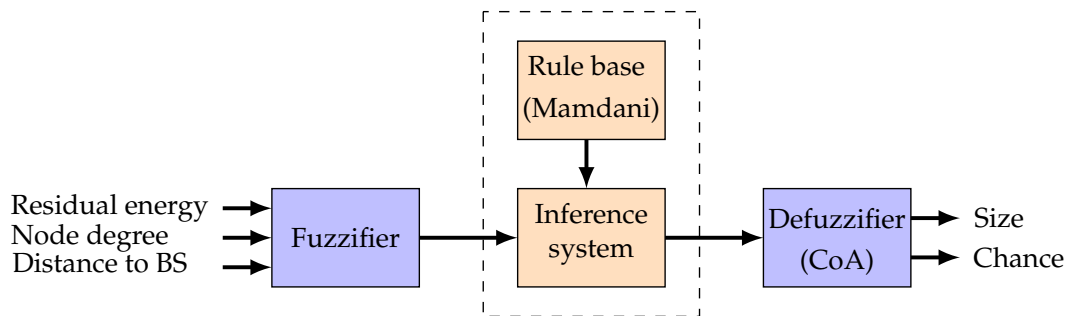 Rule base
(Mamdani)
Residual energy
Node degree
Distance to BS
Fuzzifier
Inference
system
Defuzzifier
(CoA)
Size
Chance